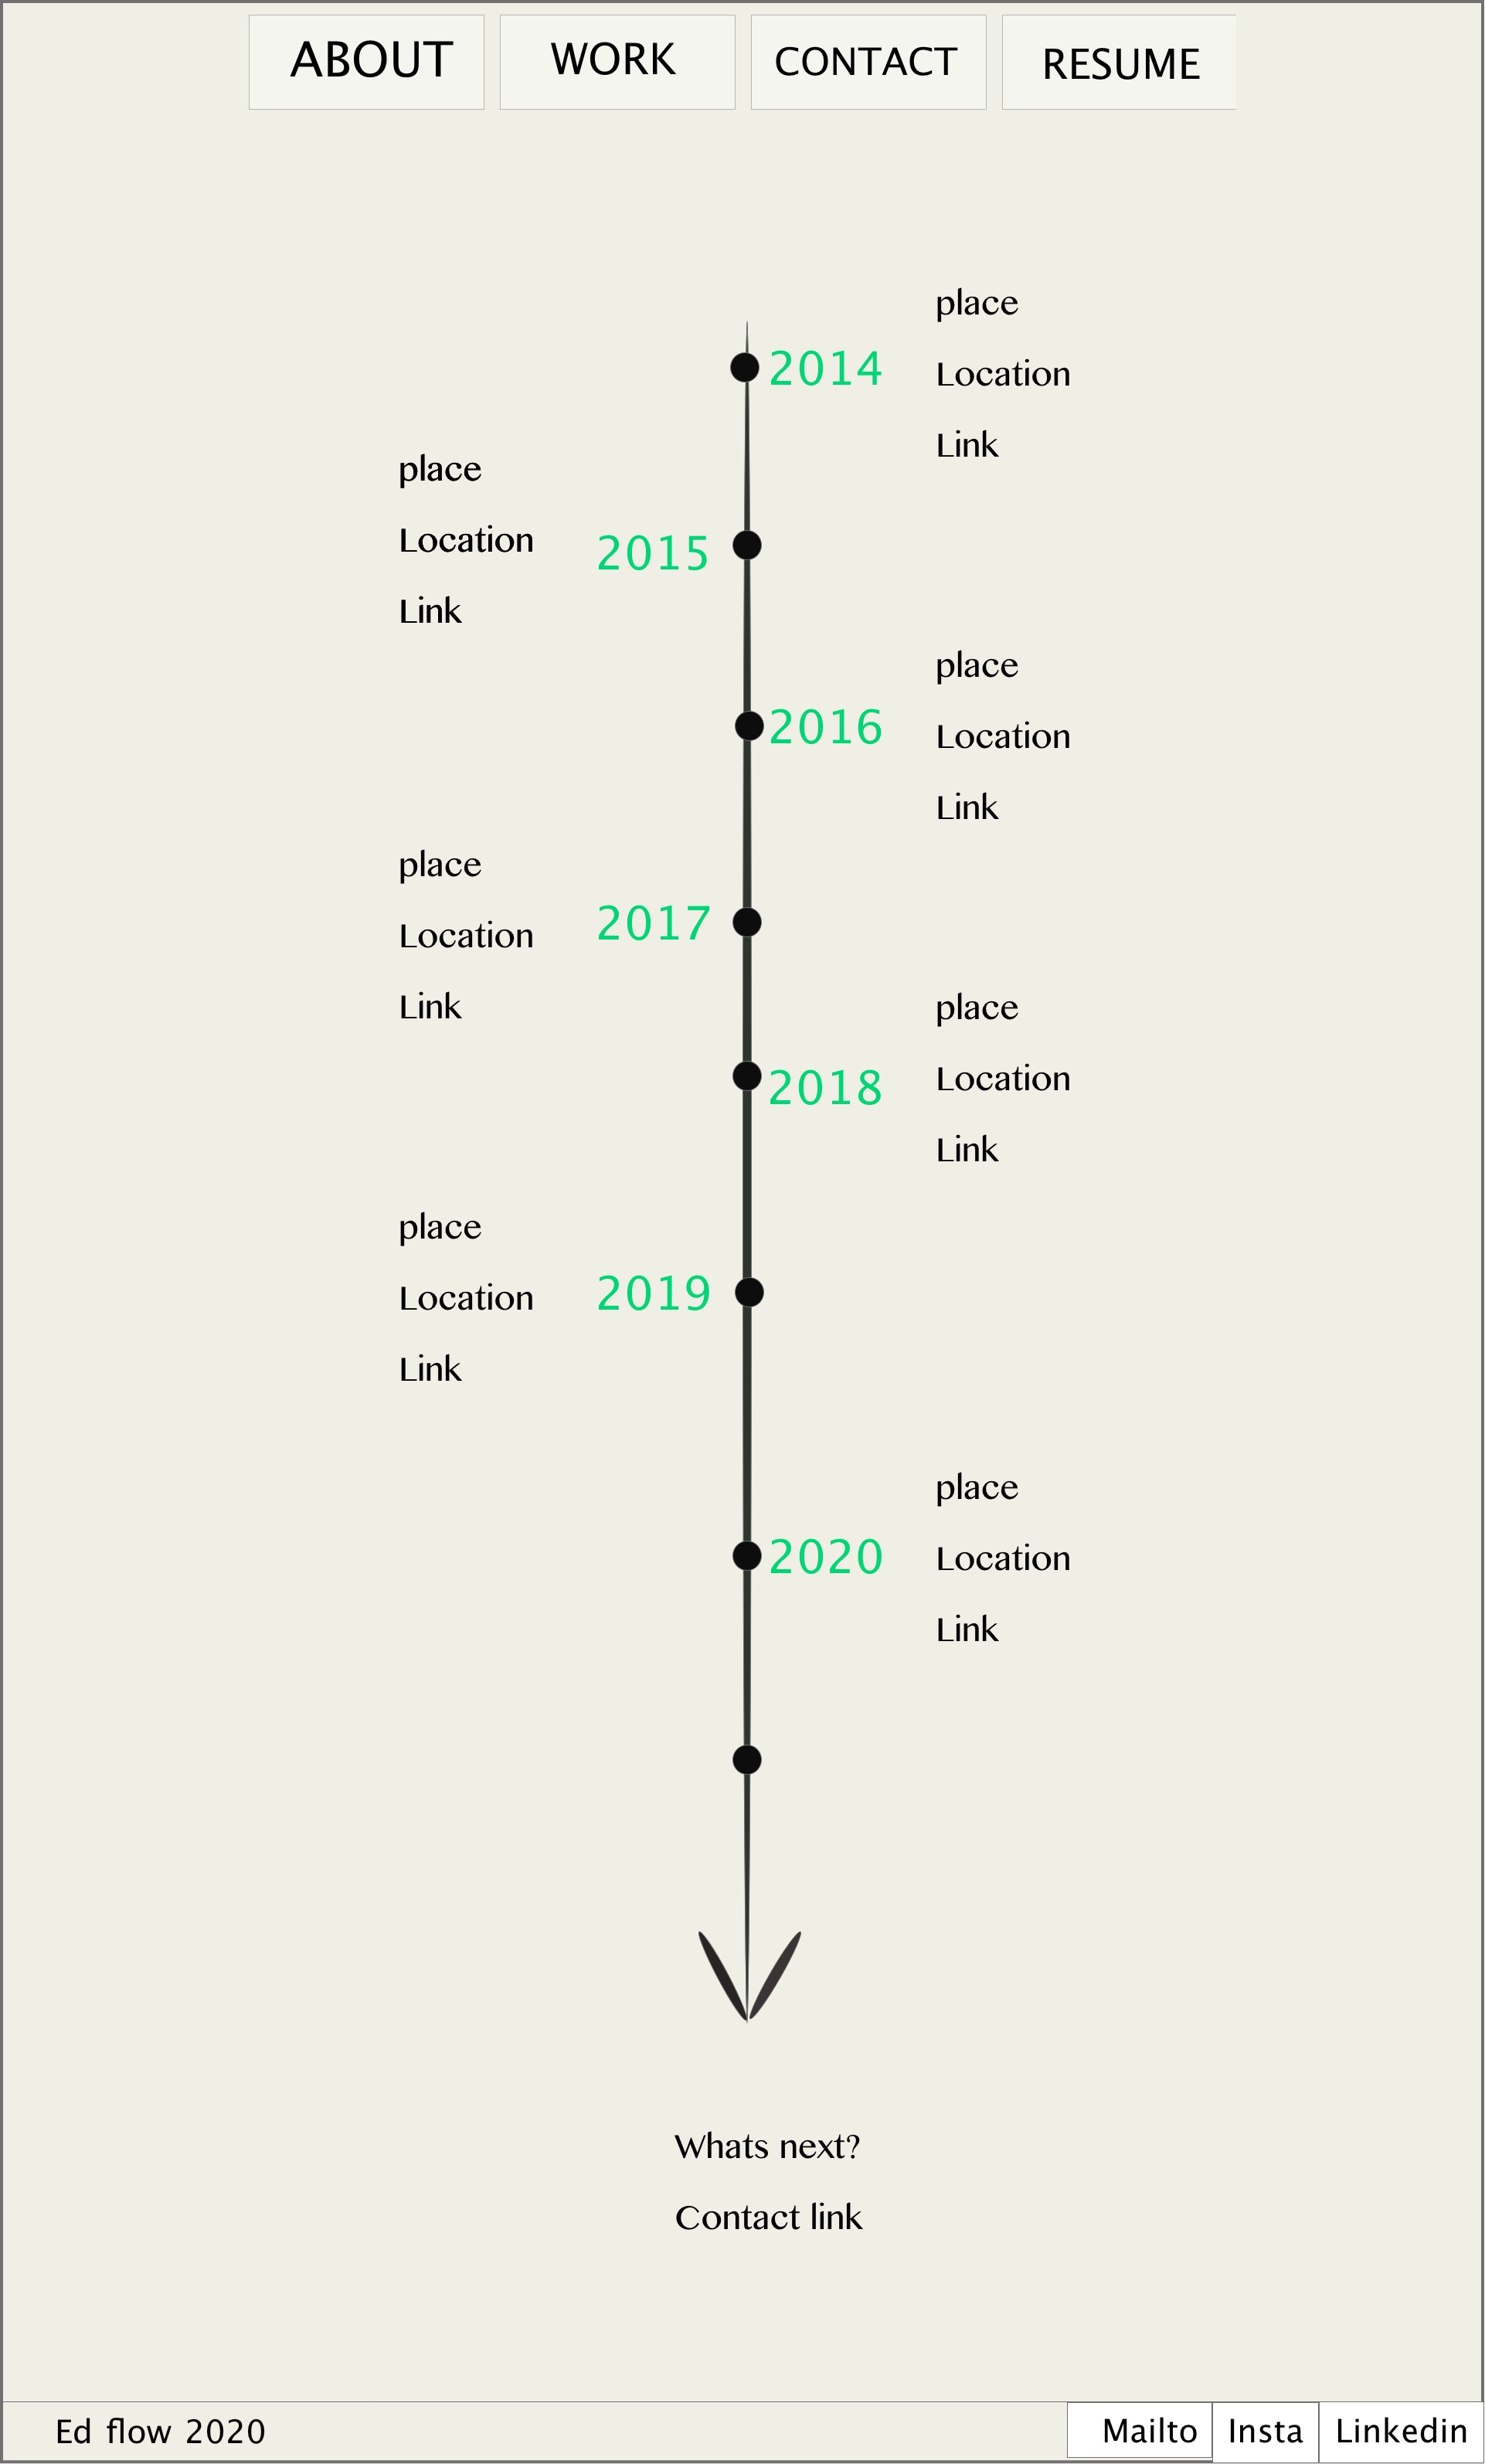 ABOUT WORK CONTACT RESUME
place
2014 Location
Link
place
Location 2015
Link
place
2016 Location
Link
place
Location 2017
Link
place
2018 Location
Link
place
Location 2019
Link
place
2020 Location
Link
Whats next?
Contact link
Ed flow 2020 Mailto Insta Linkedin